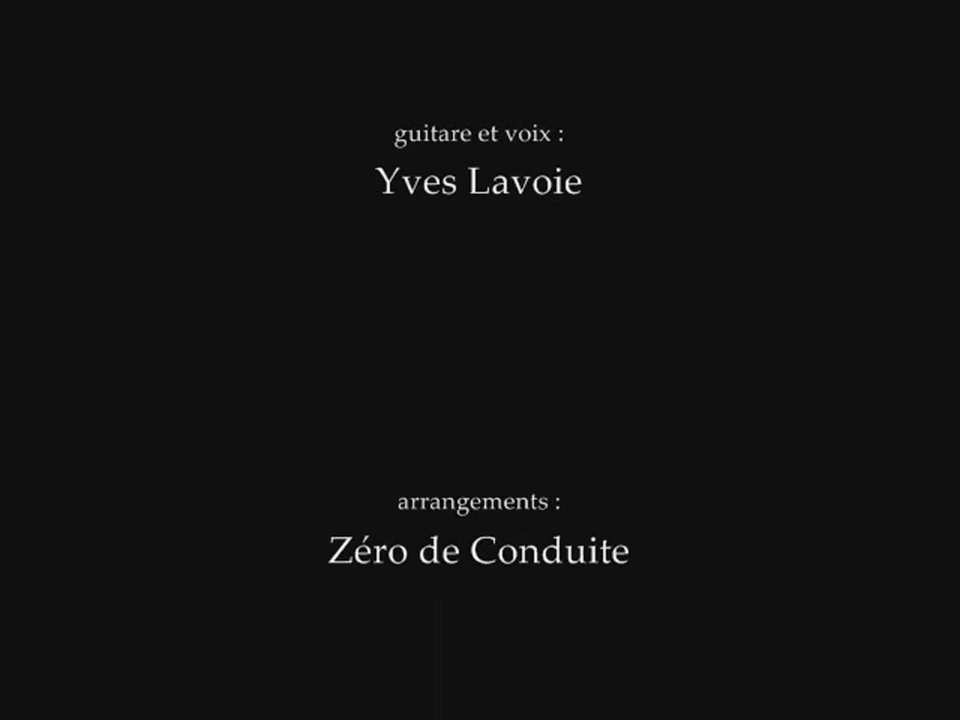 guitare et voix :
Yves Lavoie
arrangements :
Zéro de Conduite